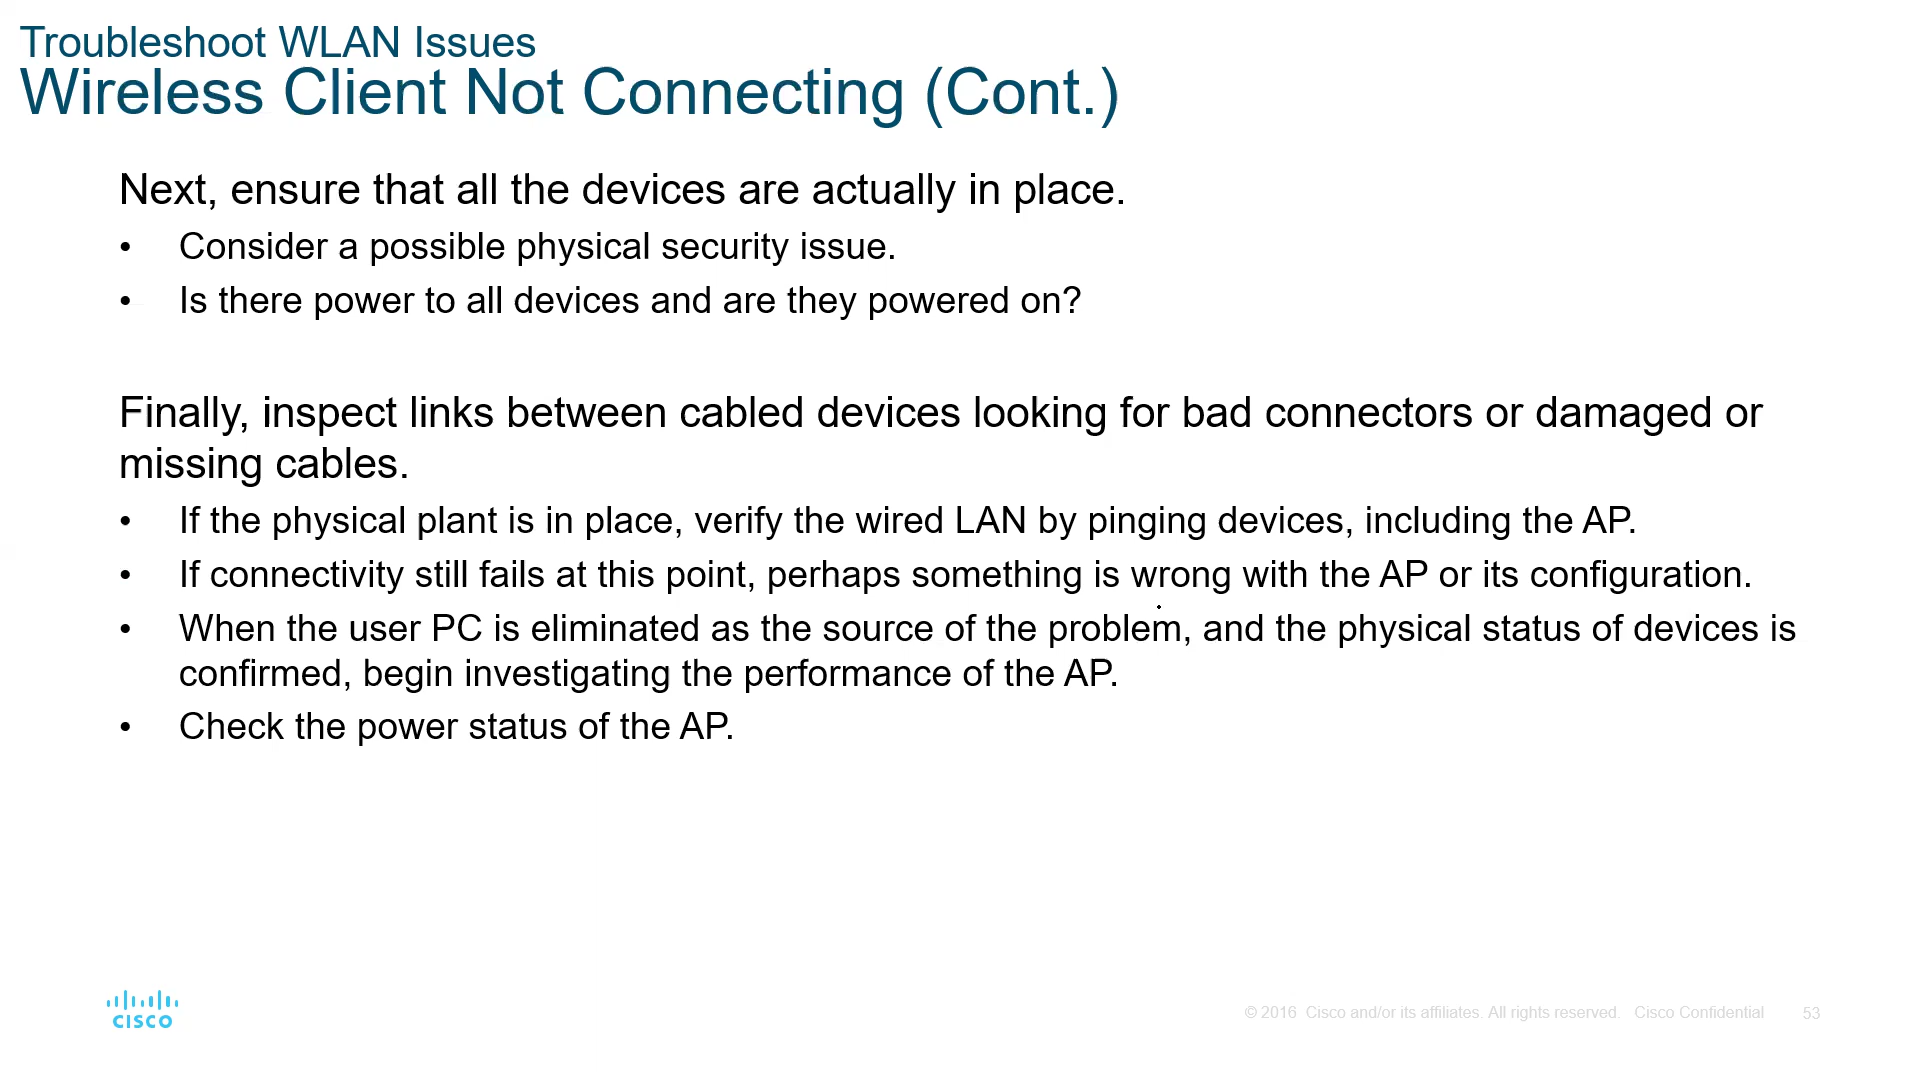 Troubleshoot WLAN Issues
Wireless Client Not Connecting (Cont.)
Next, ensure that all the devices are actually in place.
• Consider a possible physical security issue.
• Is there power to all devices and are they powered on?
Finally, inspect links between cabled devices looking for bad connectors or damaged or
missing cables.
• If the physical plant is in place, verify the wired LAN by pinging devices, including the AP.
• If connectivity still fails at this point, perhaps something is wrong with the AP or its configuration.
• When the user PC is eliminated as the source of the problem, and the physical status of devices is
confirmed, begin investigating the performance of the AP.
• Check the power status of the AP.
CISCO
© 2016 Cisco and/or its affiliates. All rights reserved. Cisco Confidential 53